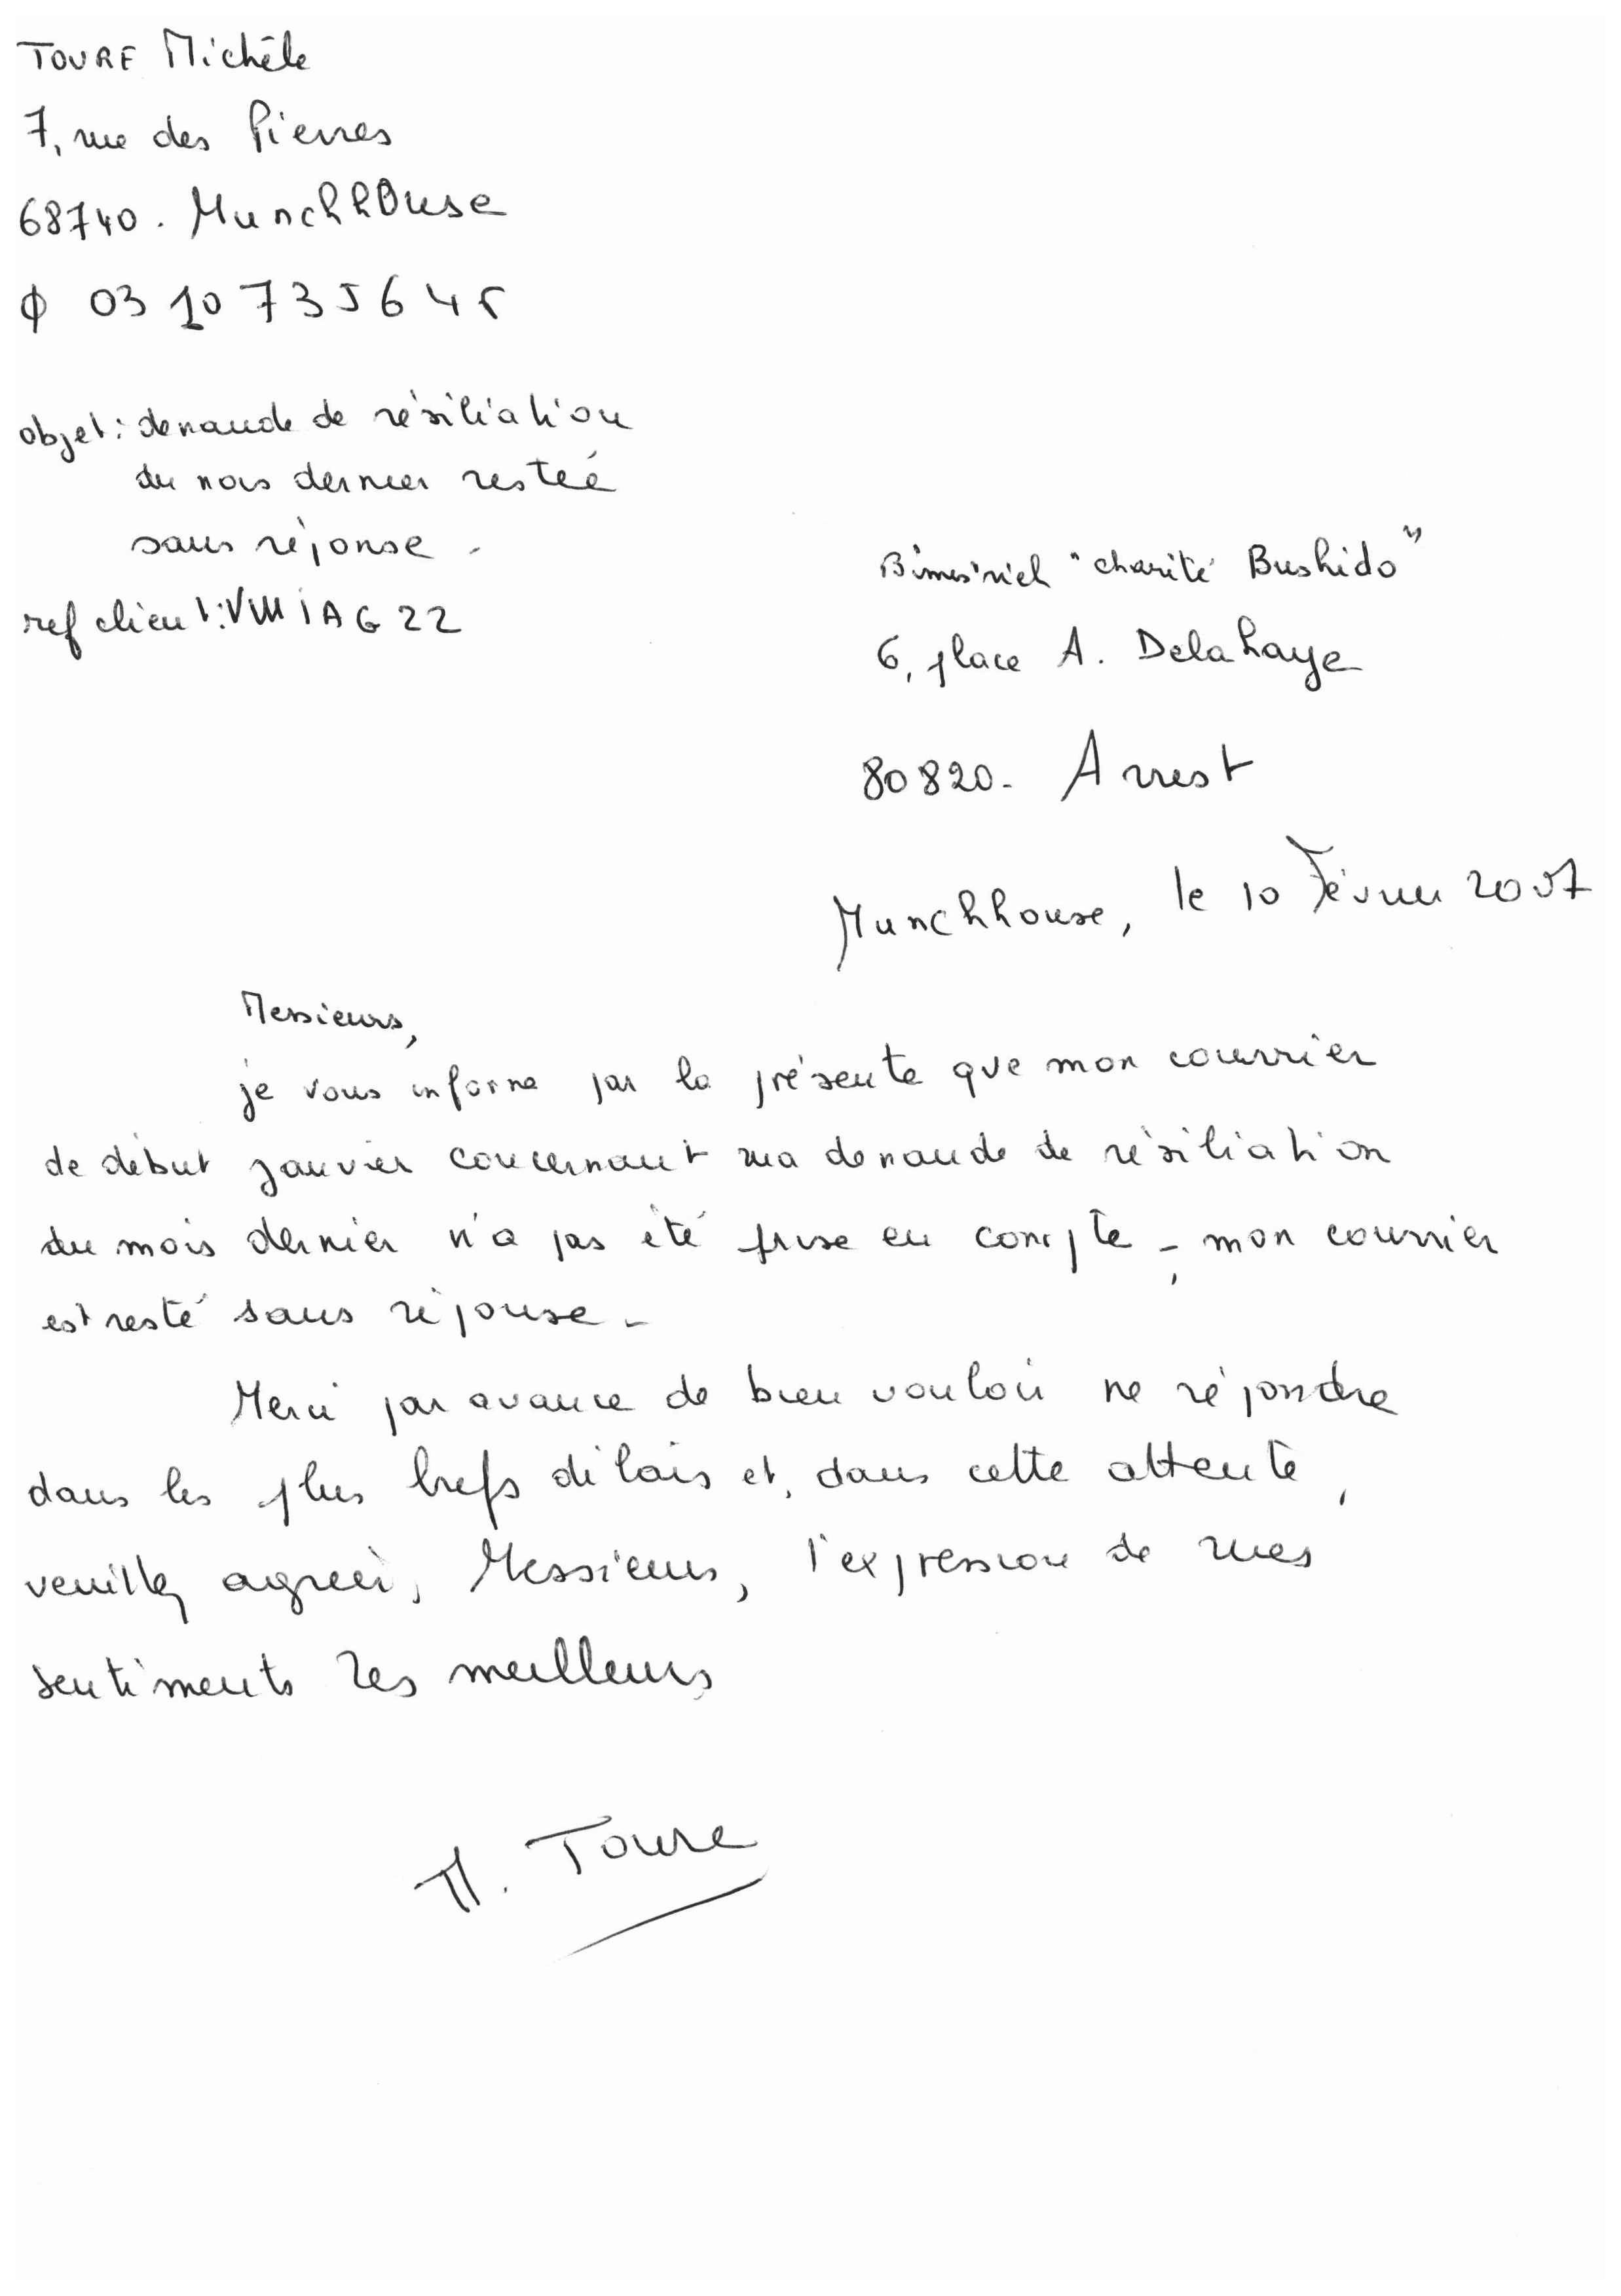 TOURE Michèle
7, rue des Pierres
68740. Munchhouse
ϕ 03 10 73 56 45
objet : demande de résiliation
du mois dernier restée
sans réponse.
ref client : VMIAG22
Bimestriel "charité Bushido"
6, place A. Delahaye
80820. Arrest
Munchhouse, le 10 Février 2007
Messieurs,
je vous informe par la présente que mon courrier
de début janvier concernant ma demande de résiliation
du mois dernier n'a pas été prise en compte, mon courrier
est resté sans réponse.
Merci par avance de bien vouloir me répondre
dans les plus brefs délais et, dans cette attente,
veuillez agréer, Messieurs, l'expression de mes
sentiments les meilleurs
M. Toure